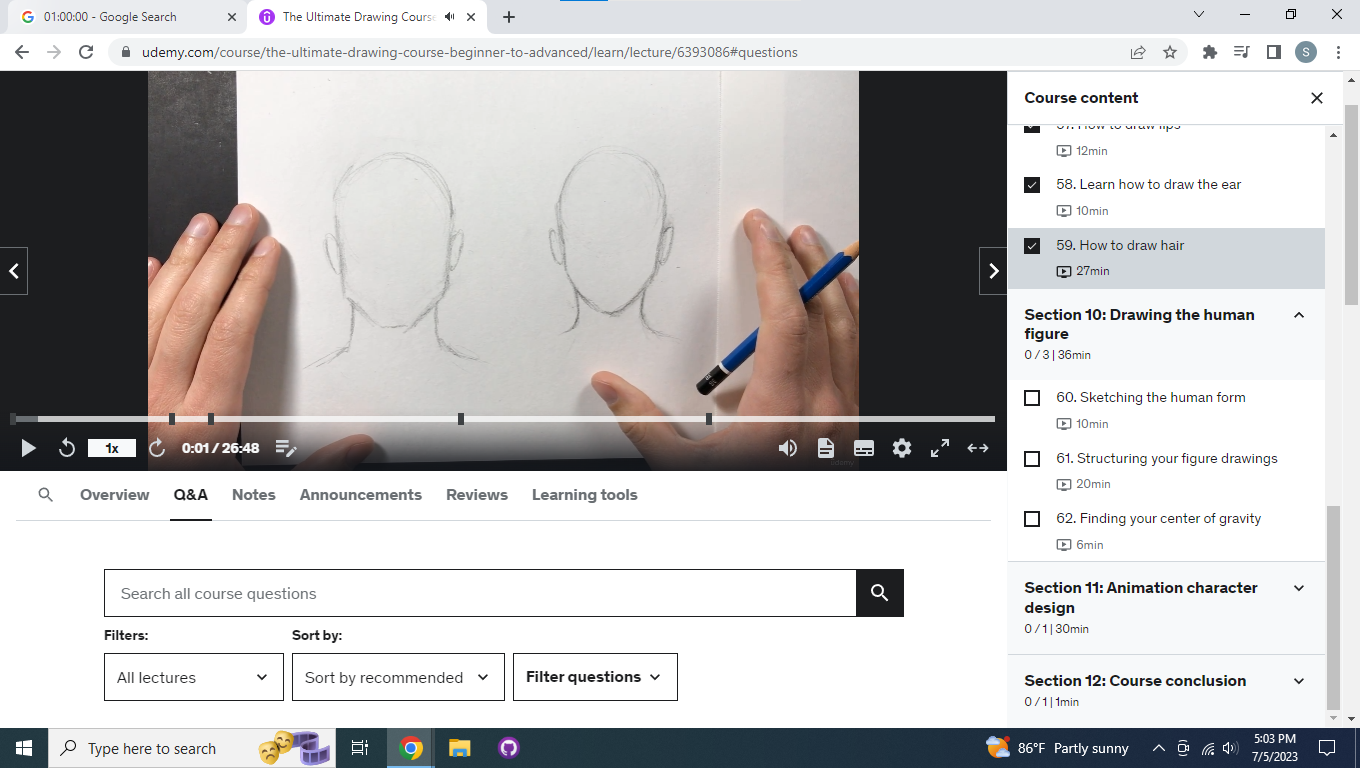 01:00:00 - Google Search
The Ultimate Drawing Course
udemy.com/course/the-ultimate-drawing-course-beginner-to-advanced/learn/lecture/6393086#questions
S
Course content
57. How to draw lips
12min
58. Learn how to draw the ear
10min
59. How to draw hair
27min
Section 10: Drawing the human
figure
0 / 3 | 36min
60. Sketching the human form
10min
61. Structuring your figure drawings
20min
62. Finding your center of gravity
6min
Section 11: Animation character
design
0 / 1 | 30min
Section 12: Course conclusion
0 / 1 | 1min
1x
0:01 / 26:48
Overview
Q&A
Notes
Announcements
Reviews
Learning tools
Search all course questions
Filters:
Sort by:
All lectures
Sort by recommended
Filter questions
Type here to search
86°F Partly sunny
5:03 PM
7/5/2023